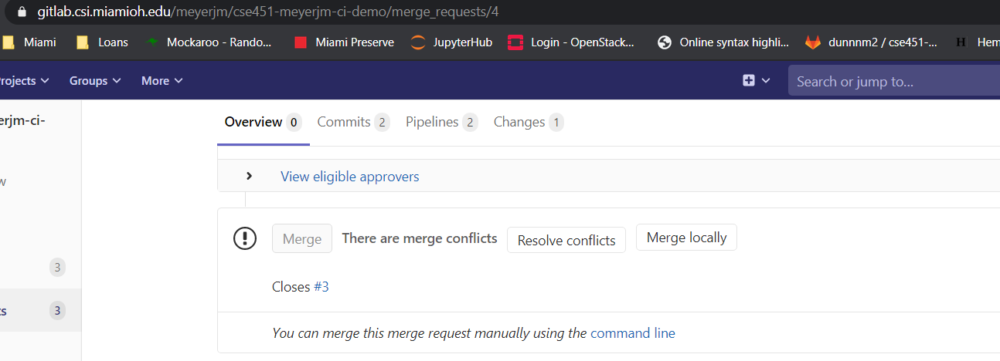 gitlab.csi.miamioh.edu/meyerjm/cse451-meyerjm-ci-demo/merge_requests/4
Miami Loans Mockaroo - Rando... Miami Preserve JupyterHub Login - OpenStack... Online syntax highli... dunnnm2 / cse451-... H Hem
rojects Groups More Search or jump to...
erjm-ci-
Overview 0 Commits 2 Pipelines 2 Changes 1
w
View eligible approvers
Merge There are merge conflicts Resolve conflicts Merge locally
3
Closes #3
ts 3
You can merge this merge request manually using the command line